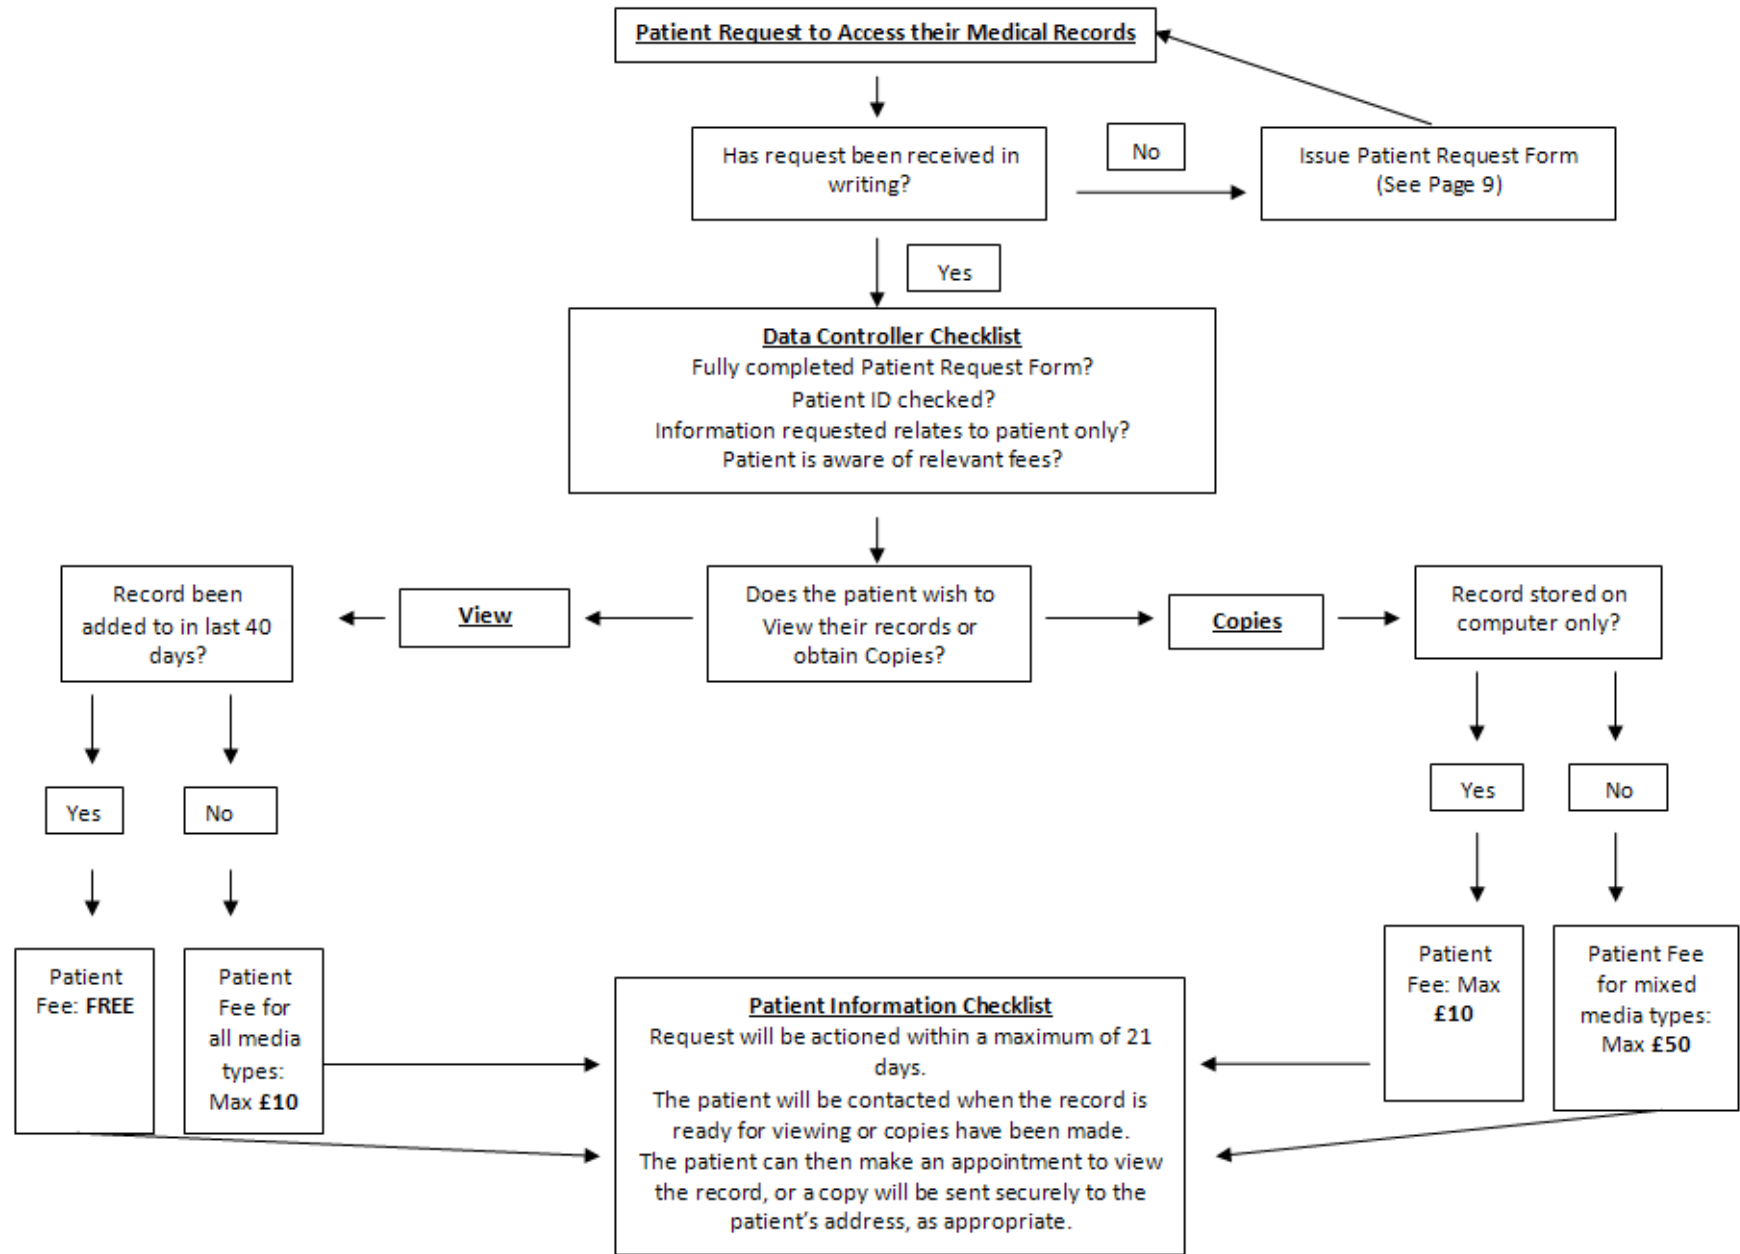 Patient Request to Access their Medical Records
Has request been received in
writing?
No
Issue Patient Request Form
(See Page 9)
Yes
Data Controller Checklist
Fully completed Patient Request Form?
Patient ID checked?
Information requested relates to patient only?
Patient is aware of relevant fees?
Record been
added to in last 40
days?
View
Does the patient wish to
View their records or
obtain Copies?
Copies
Record stored on
computer only?
Yes
No
Yes
No
Patient
Fee: FREE
Patient
Fee for
all media
types:
Max £10
Patient Information Checklist
Request will be actioned within a maximum of 21
days.
The patient will be contacted when the record is
ready for viewing or copies have been made.
The patient can then make an appointment to view
the record, or a copy will be sent securely to the
patient's address, as appropriate.
Patient
Fee: Max
£10
Patient Fee
for mixed
media types:
Max £50